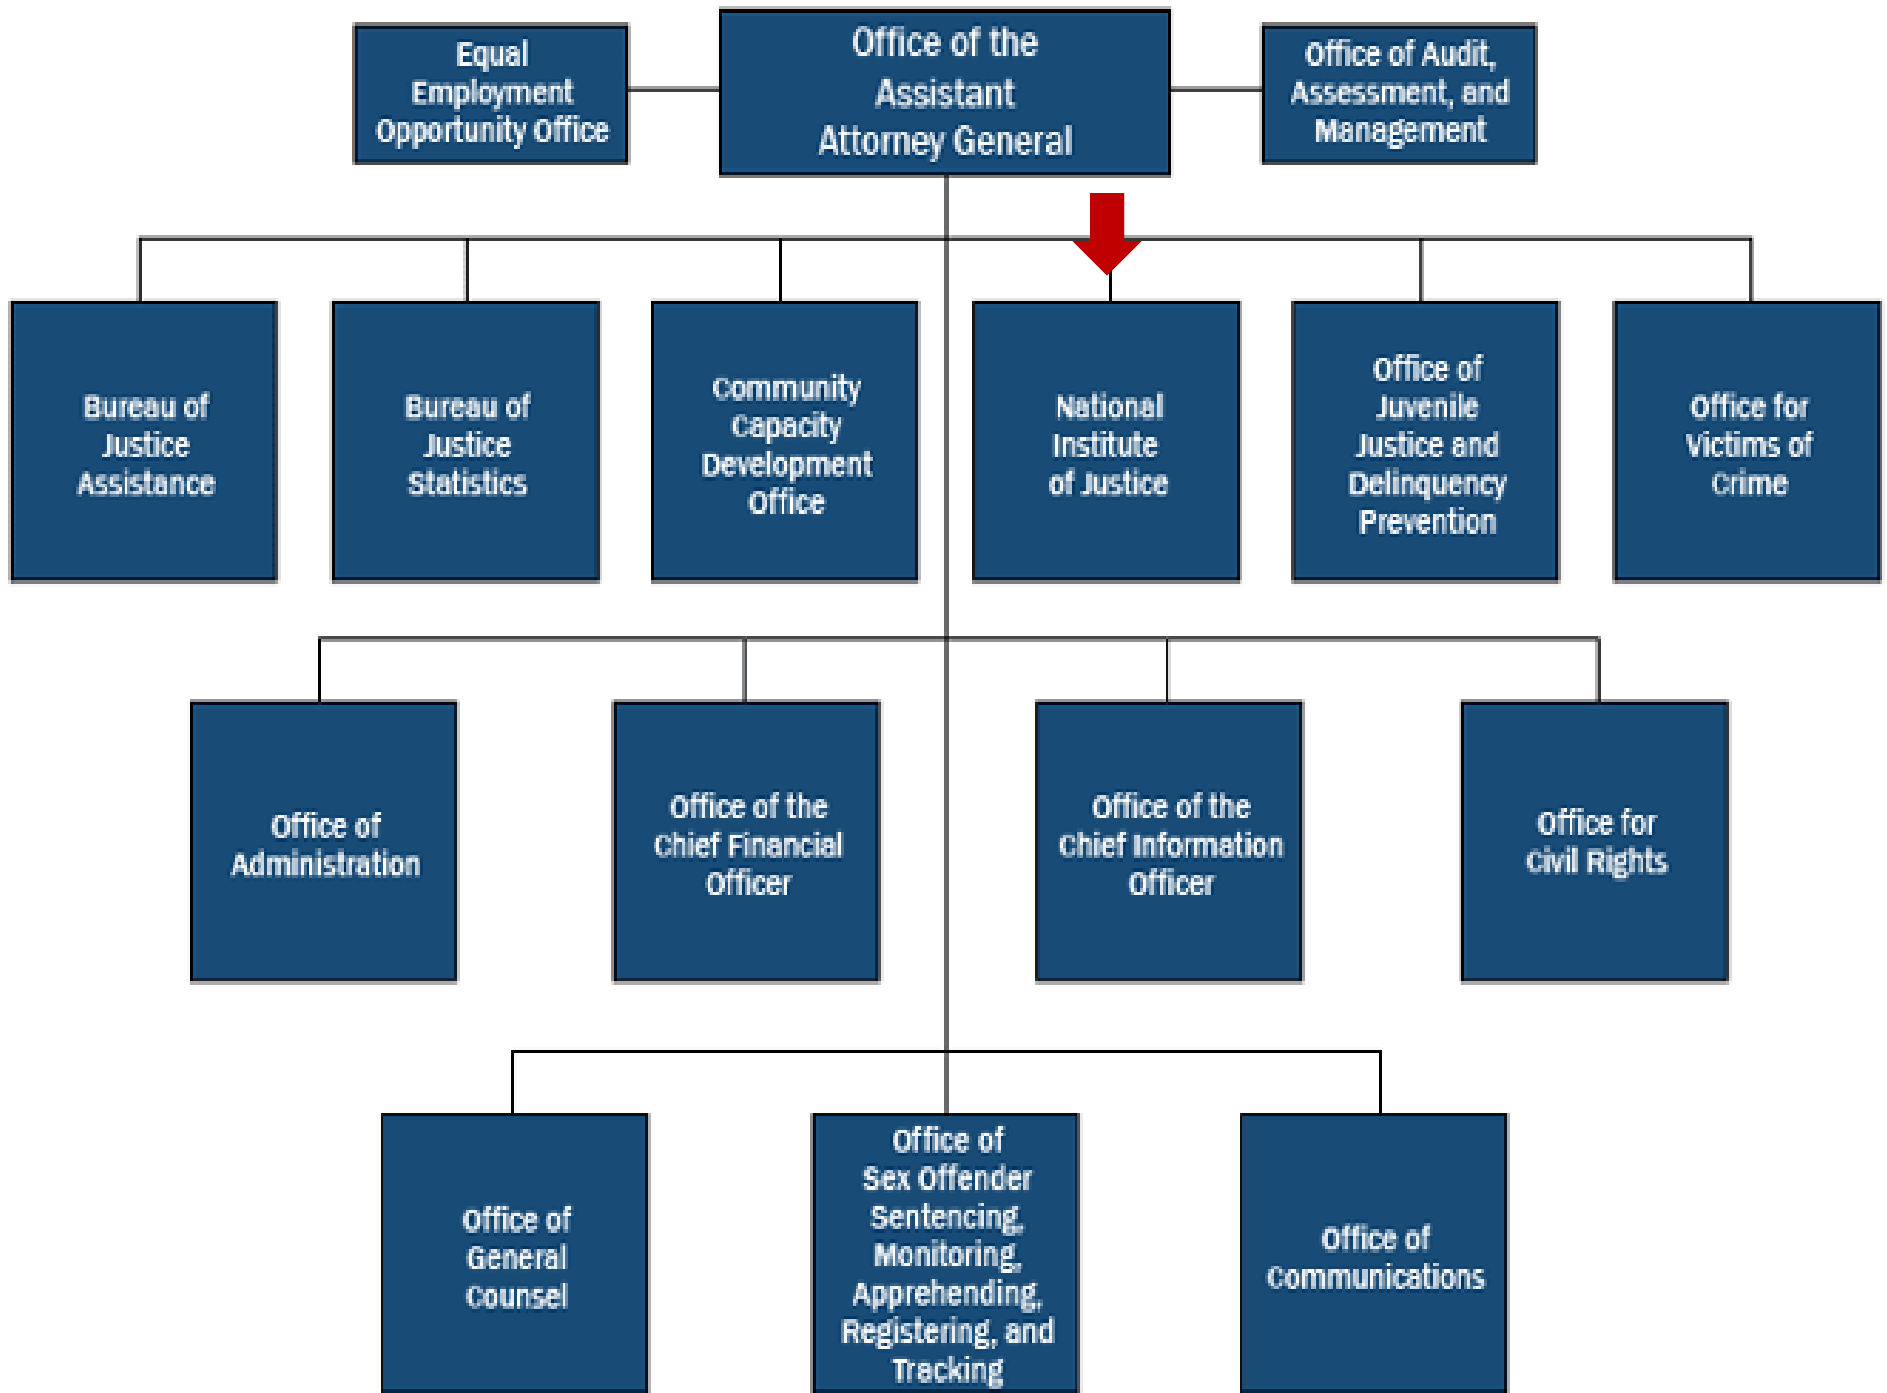 Equal
Employment
Opportunity Office
Office of the
Assistant
Attorney General
Office of Audit,
Assessment, and
Management
Bureau of
Justice
Assistance
Bureau of
Justice
Statistics
Community
Capacity
Development
Office
National
Institute
of Justice
Office of
Juvenile
Justice and
Delinquency
Prevention
Office for
Victims of
Crime
Office of
Administration
Office of the
Chief Financial
Officer
Office of the
Chief Information
Officer
Office for
Civil Rights
Office of
General
Counsel
Office of
Sex Offender
Sentencing,
Monitoring,
Apprehending,
Registering, and
Tracking
Office of
Communications